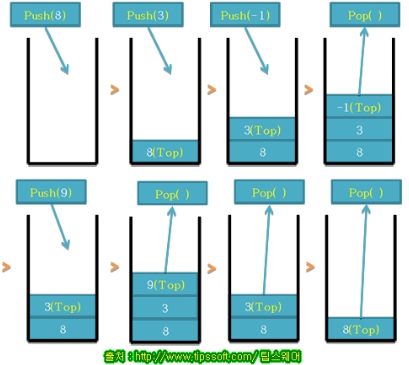 Push(8) Push(3) Push(-1) Pop( )
> > >
-1(Top)
3(Top) 3
8(Top) 8 8
Push(9) Pop( ) Pop( ) Pop( )
> > > >
9(Top)
3(Top) 3 3(Top)
8 8 8 8(Top)
출처 : http://www.tipssoft.com/ 팁스웨어